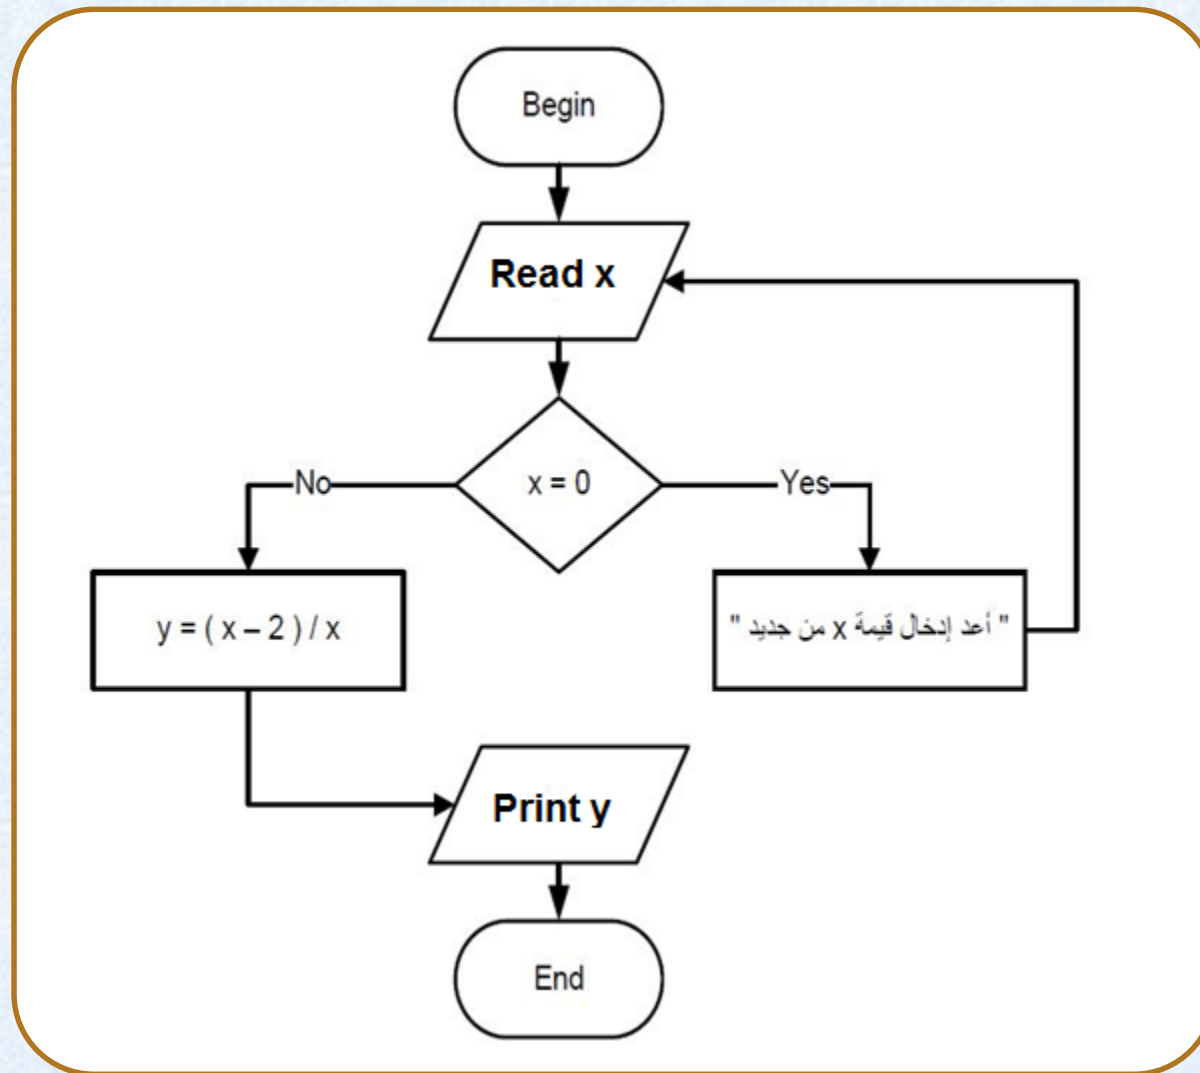 Begin
Read x
x = 0
No
Yes
y = ( x – 2 ) / x
" أعد إدخال قيمة x من جديد "
Print y
End